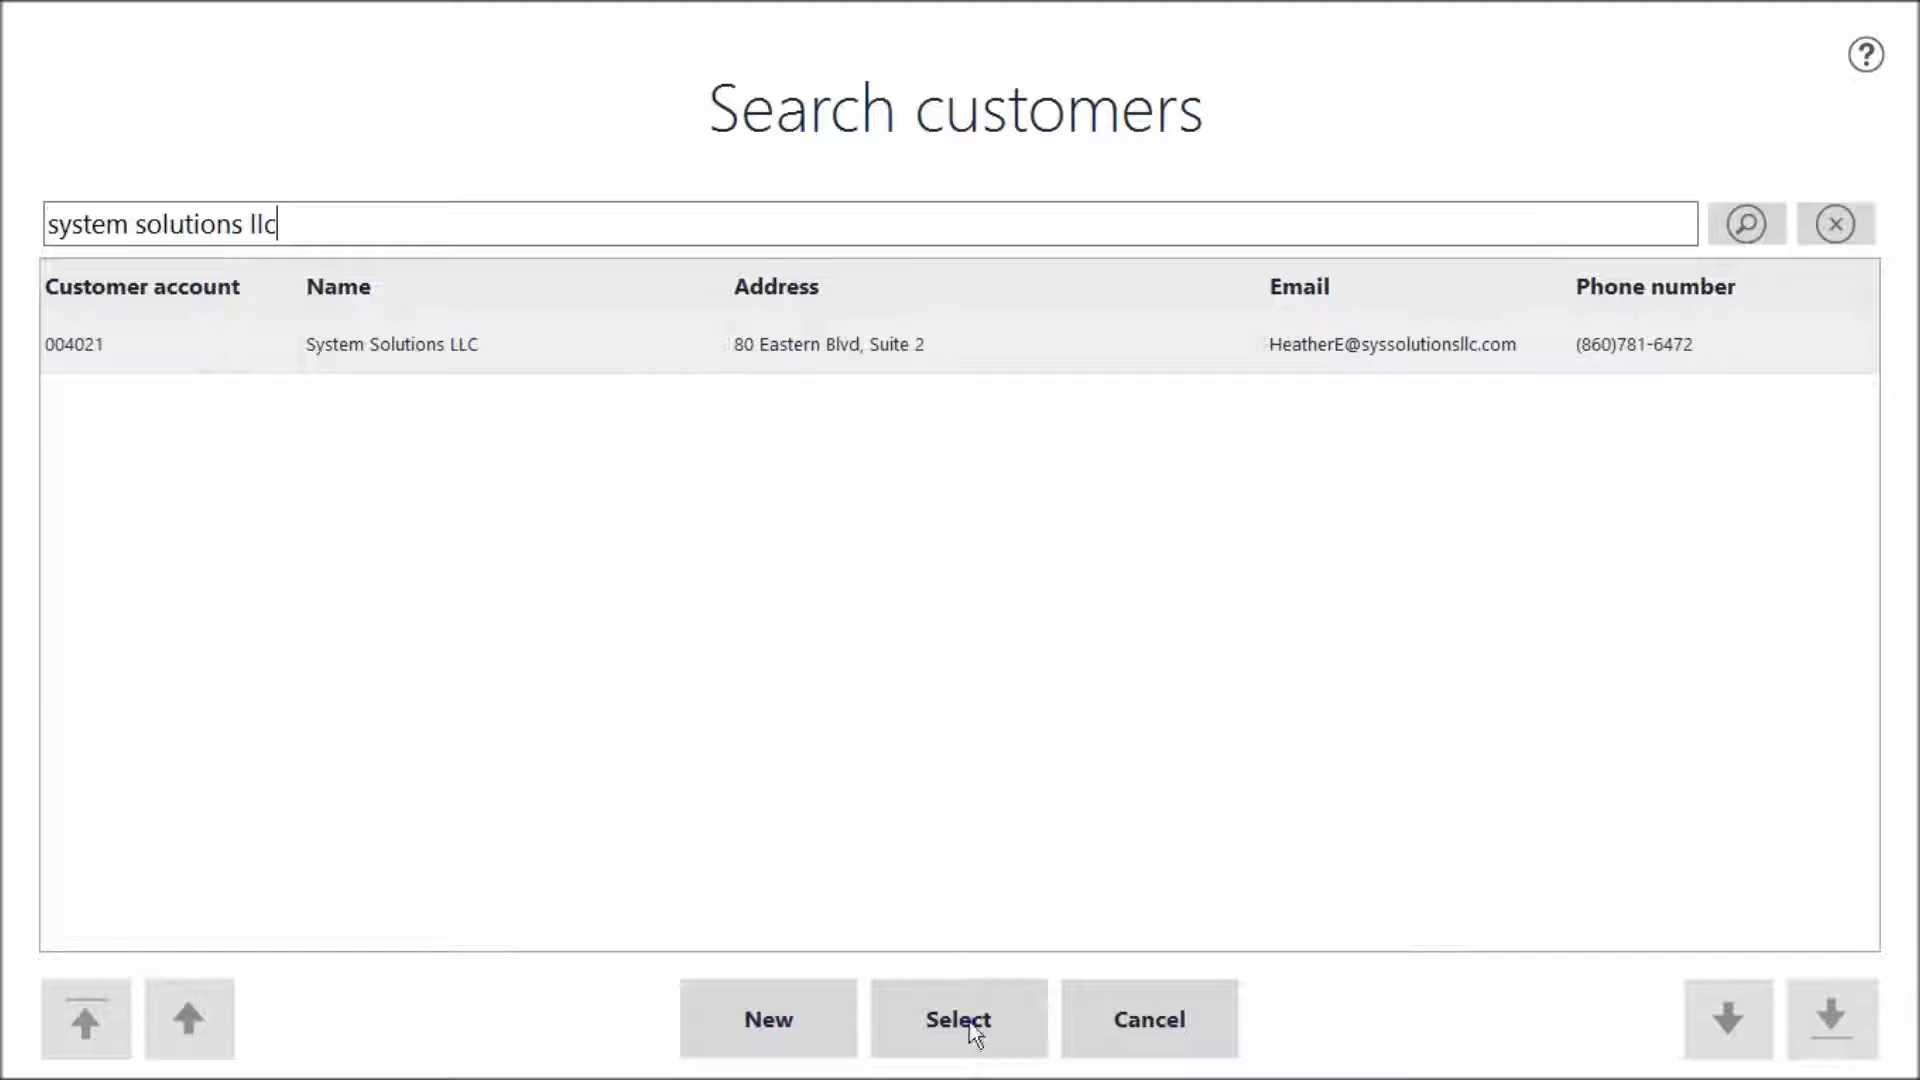 ?
Search customers
system solutions llc
Customer account Name Address Email Phone number
004021 System Solutions LLC 80 Eastern Blvd, Suite 2 HeatherE@syssolutionsllc.com (860)781-6472
New Select Cancel